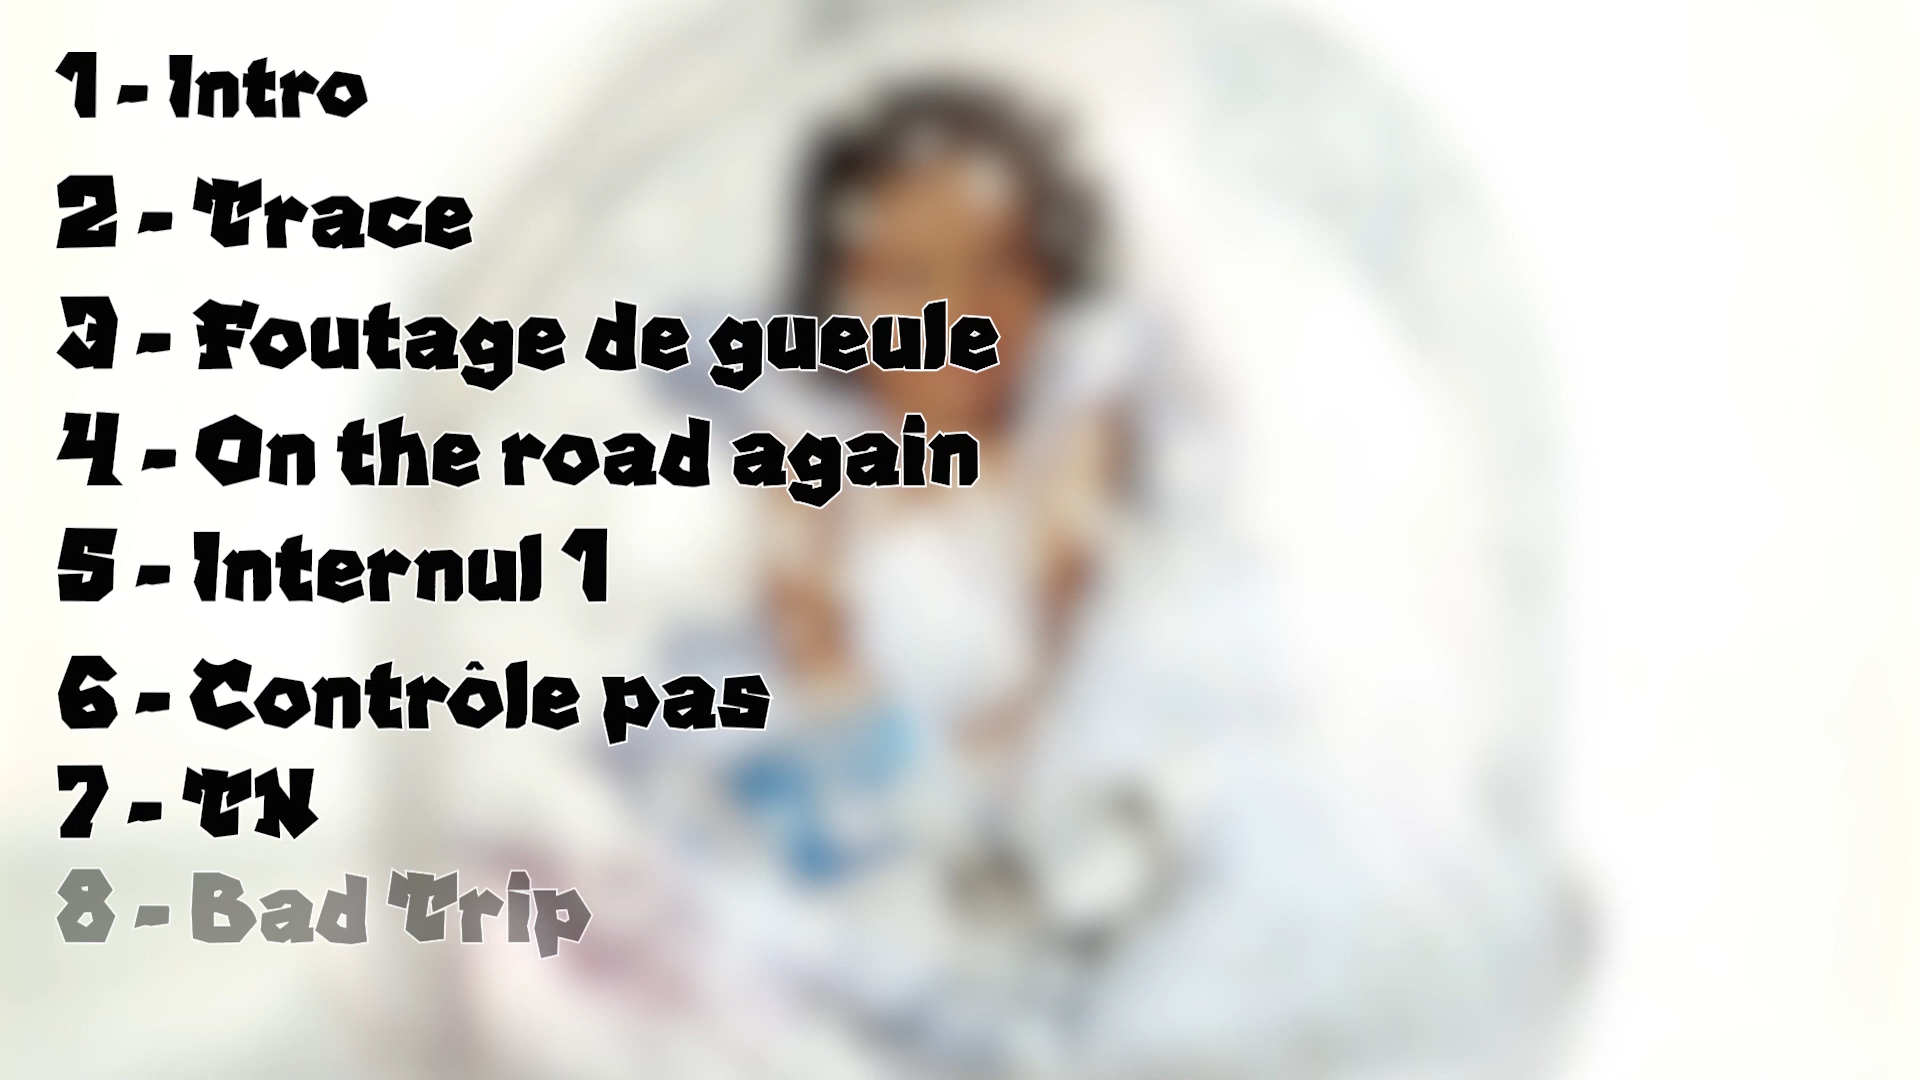 1 - Intro
2 - Trace
3 - Foutage de gueule
4 - On the road again
5 - Internul 1
6 - Contrôle pas
7 - TN
8 - Bad Trip